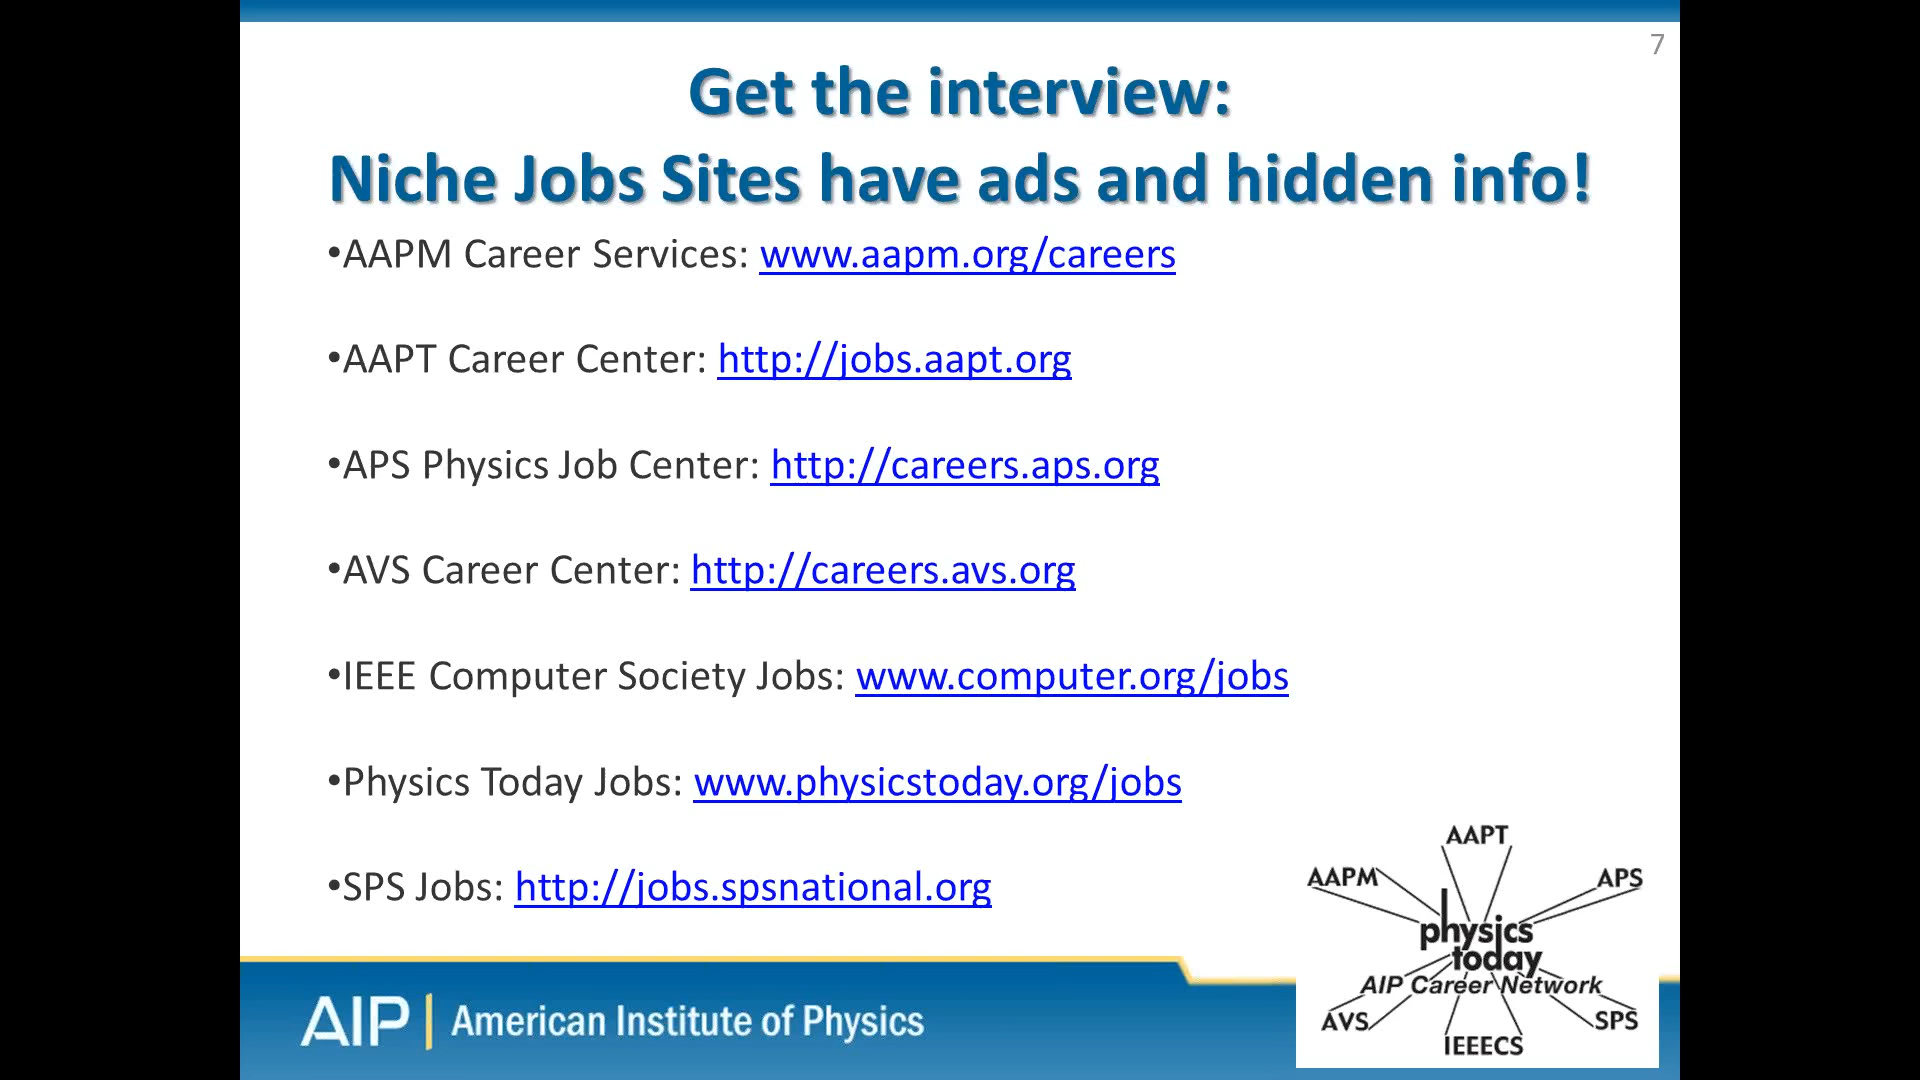 7
Get the interview:
Niche Jobs Sites have ads and hidden info!
•AAPM Career Services: www.aapm.org/careers
•AAPT Career Center: http://jobs.aapt.org
•APS Physics Job Center: http://careers.aps.org
•AVS Career Center: http://careers.avs.org
•IEEE Computer Society Jobs: www.computer.org/jobs
•Physics Today Jobs: www.physicstoday.org/jobs
•SPS Jobs: http://jobs.spsnational.org
AAPT
AAPM
APS
physics
today
AIP Career Network
AVS
SPS
IEEECS
AIP | American Institute of Physics